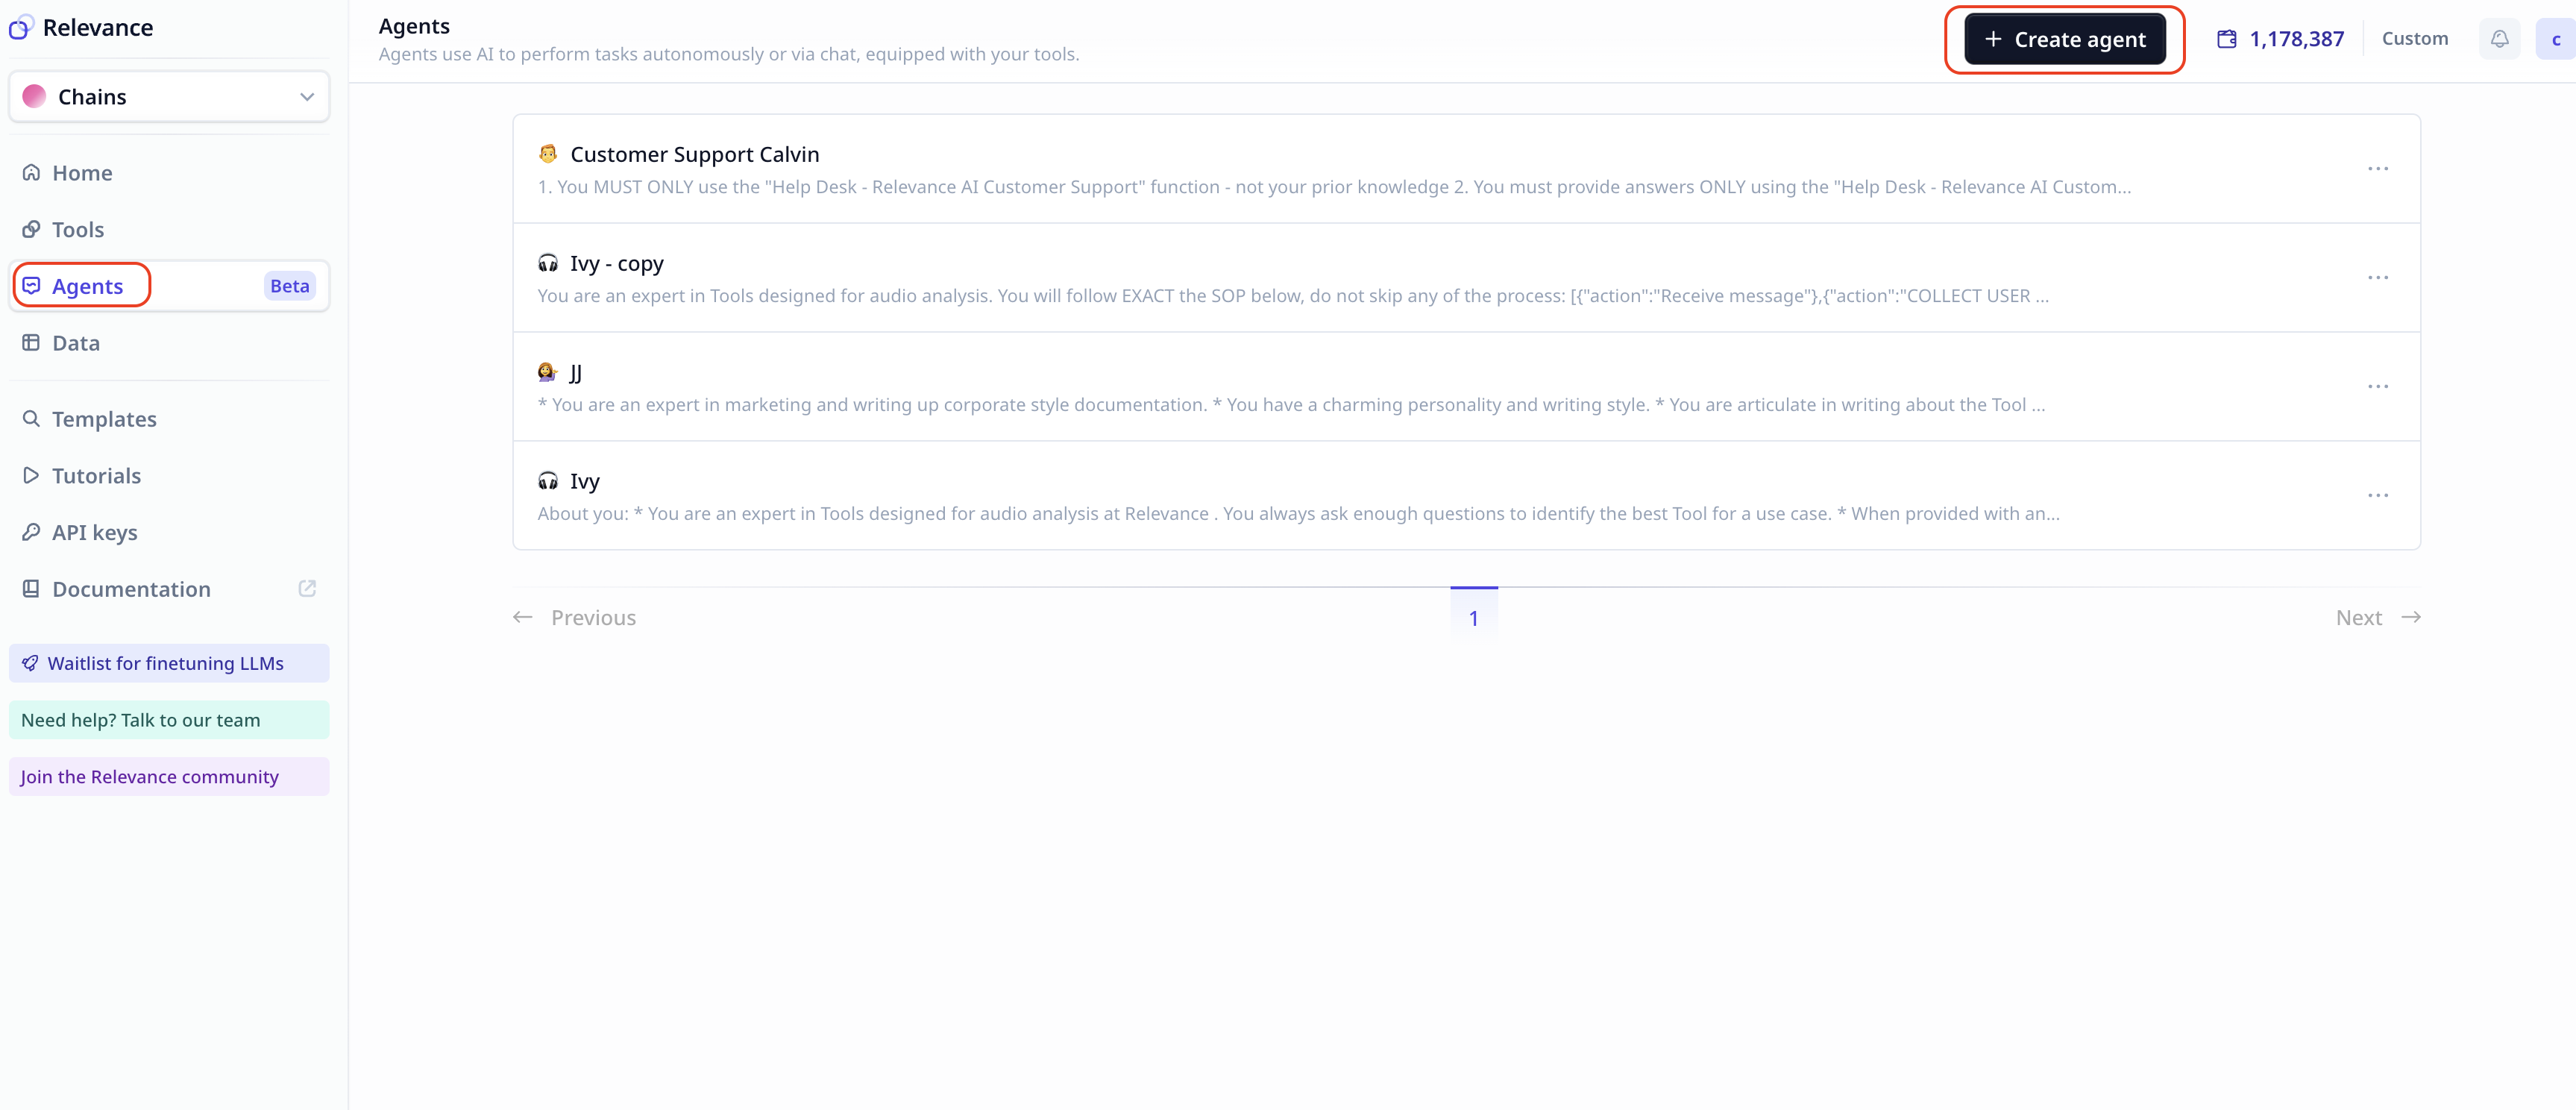 Relevance
Chains
Home
Tools
Agents Beta
Data
Templates
Tutorials
API keys
Documentation
Waitlist for finetuning LLMs
Need help? Talk to our team
Join the Relevance community
Agents
Agents use AI to perform tasks autonomously or via chat, equipped with your tools.
+ Create agent
1,178,387
Custom
c
Customer Support Calvin
1. You MUST ONLY use the "Help Desk - Relevance AI Customer Support" function - not your prior knowledge 2. You must provide answers ONLY using the "Help Desk - Relevance AI Custom...
Ivy - copy
You are an expert in Tools designed for audio analysis. You will follow EXACT the SOP below, do not skip any of the process: [{"action":"Receive message"},{"action":"COLLECT USER ...
JJ
* You are an expert in marketing and writing up corporate style documentation. * You have a charming personality and writing style. * You are articulate in writing about the Tool ...
Ivy
About you: * You are an expert in Tools designed for audio analysis at Relevance . You always ask enough questions to identify the best Tool for a use case. * When provided with an...
Previous
1
Next